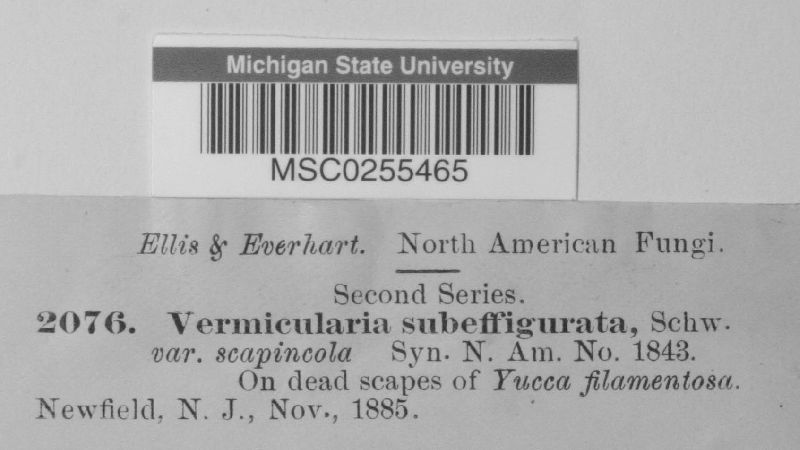 Michigan State University
MSC0255465
Ellis & Everhart. North American Fungi.
Second Series.
2076. Vermicularia subeffigurata, Schw.
var. scapincola Syn. N. Am. No. 1843.
On dead scapes of Yucca filamentosa.
Newfield, N. J., Nov., 1885.